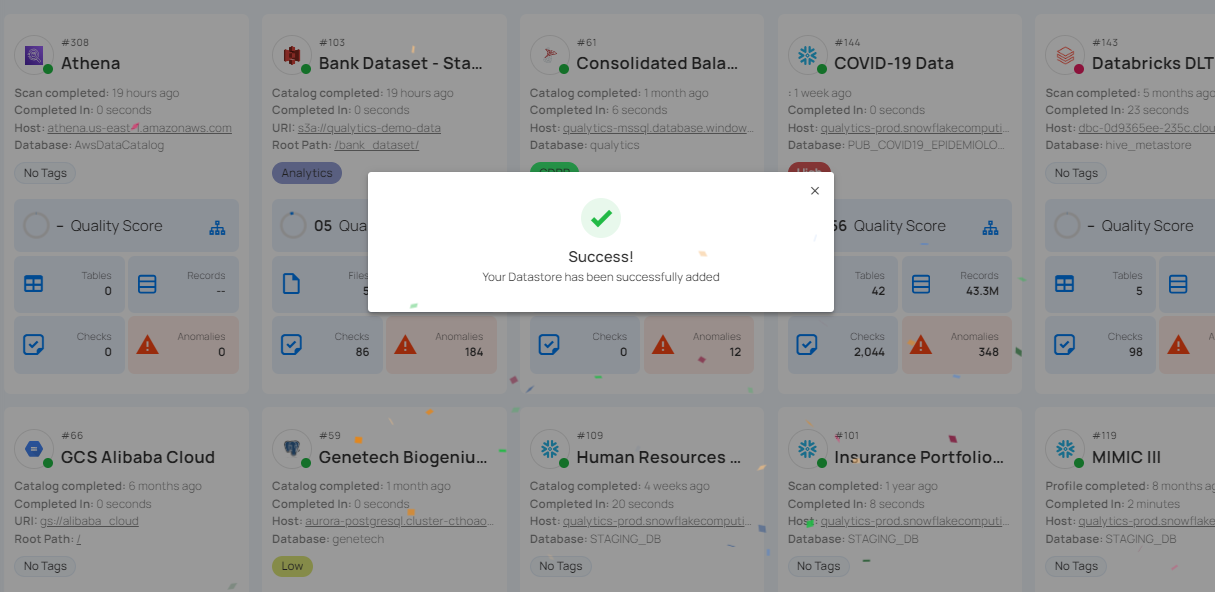 #308
Athena
Scan completed: 19 hours ago
Completed In: 0 seconds
Host: athena.us-east-1.amazonaws.com
Database: AwsDataCatalog
No Tags
– Quality Score
Tables
0
Records
--
Checks
0
Anomalies
0
#103
Bank Dataset - Sta...
Catalog completed: 19 hours ago
Completed In: 0 seconds
URI: s3a://qualytics-demo-data
Root Path: /bank_dataset/
Analytics
05 Qua
Files
5
Checks
86
Anomalies
184
#61
Consolidated Bala...
Catalog completed: 1 month ago
Completed In: 6 seconds
Host: qualytics-mssql.database.window...
Database: qualytics
Checks
0
Anomalies
12
#144
COVID-19 Data
: 1 week ago
Completed In: 0 seconds
Host: qualytics-prod.snowflakecomputi...
Database: PUB_COVID19_EPIDEMIOLO...
High
66 Quality Score
Tables
42
Records
43.3M
Checks
2,044
Anomalies
348
#143
Databricks DLT
Scan completed: 5 months ago
Completed In: 23 seconds
Host: dbc-0d9365ee-235c.clou
Database: hive_metastore
No Tags
– Quality Score
Tables
5
Checks
98
Success!
Your Datastore has been successfully added
#66
GCS Alibaba Cloud
Catalog completed: 6 months ago
Completed In: 0 seconds
URI: gs://alibaba_cloud
Root Path: /
No Tags
#59
Genetech Biogeniu...
Catalog completed: 1 month ago
Completed In: 0 seconds
Host: aurora-postgresql.cluster-cthoao...
Database: genetech
Low
#109
Human Resources ...
Catalog completed: 4 weeks ago
Completed In: 20 seconds
Host: qualytics-prod.snowflakecomputi...
Database: STAGING_DB
No Tags
#101
Insurance Portfolio...
Scan completed: 1 year ago
Completed In: 8 seconds
Host: qualytics-prod.snowflakecomputi...
Database: STAGING_DB
No Tags
#119
MIMIC III
Profile completed: 8 months ag
Completed In: 2 minutes
Host: qualytics-prod.snowflakecomputi
Database: STAGING_DB
No Tags